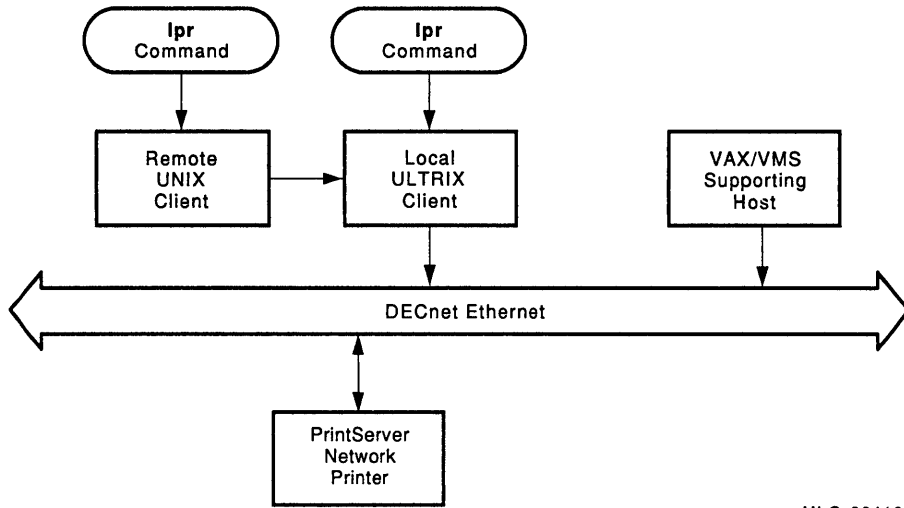 lpr
Command
lpr
Command
Remote
UNIX
Client
Local
ULTRIX
Client
VAX/VMS
Supporting
Host
DECnet Ethernet
PrintServer
Network
Printer